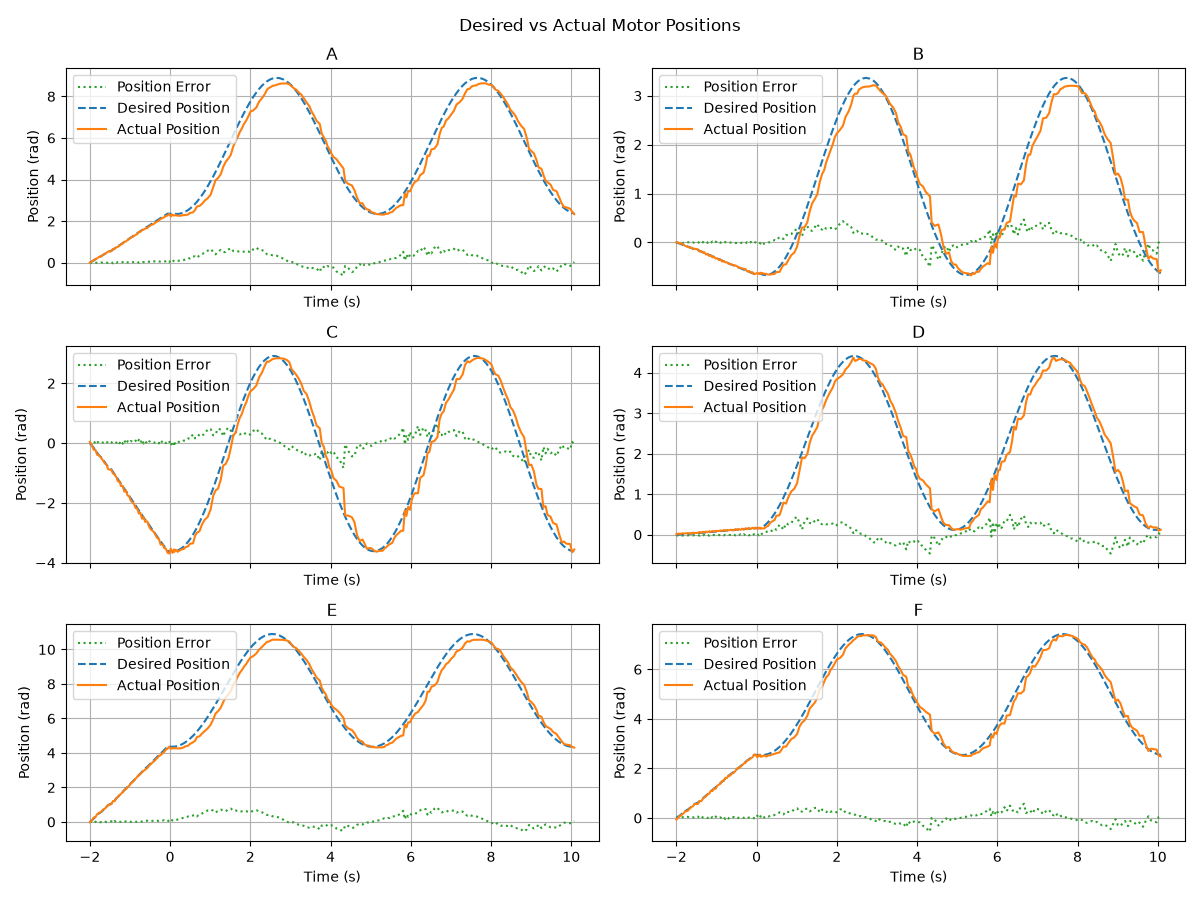 Desired vs Actual Motor Positions
A
Position Error
Desired Position
Actual Position
8
6
4
2
0
Position (rad)
Time (s)
B
Position Error
Desired Position
Actual Position
3
2
1
0
Position (rad)
Time (s)
C
Position Error
Desired Position
Actual Position
2
0
−2
−4
Position (rad)
Time (s)
D
Position Error
Desired Position
Actual Position
4
3
2
1
0
Position (rad)
Time (s)
E
Position Error
Desired Position
Actual Position
10
8
6
4
2
0
Position (rad)
−2 0 2 4 6 8 10
Time (s)
F
Position Error
Desired Position
Actual Position
6
4
2
0
Position (rad)
−2 0 2 4 6 8 10
Time (s)